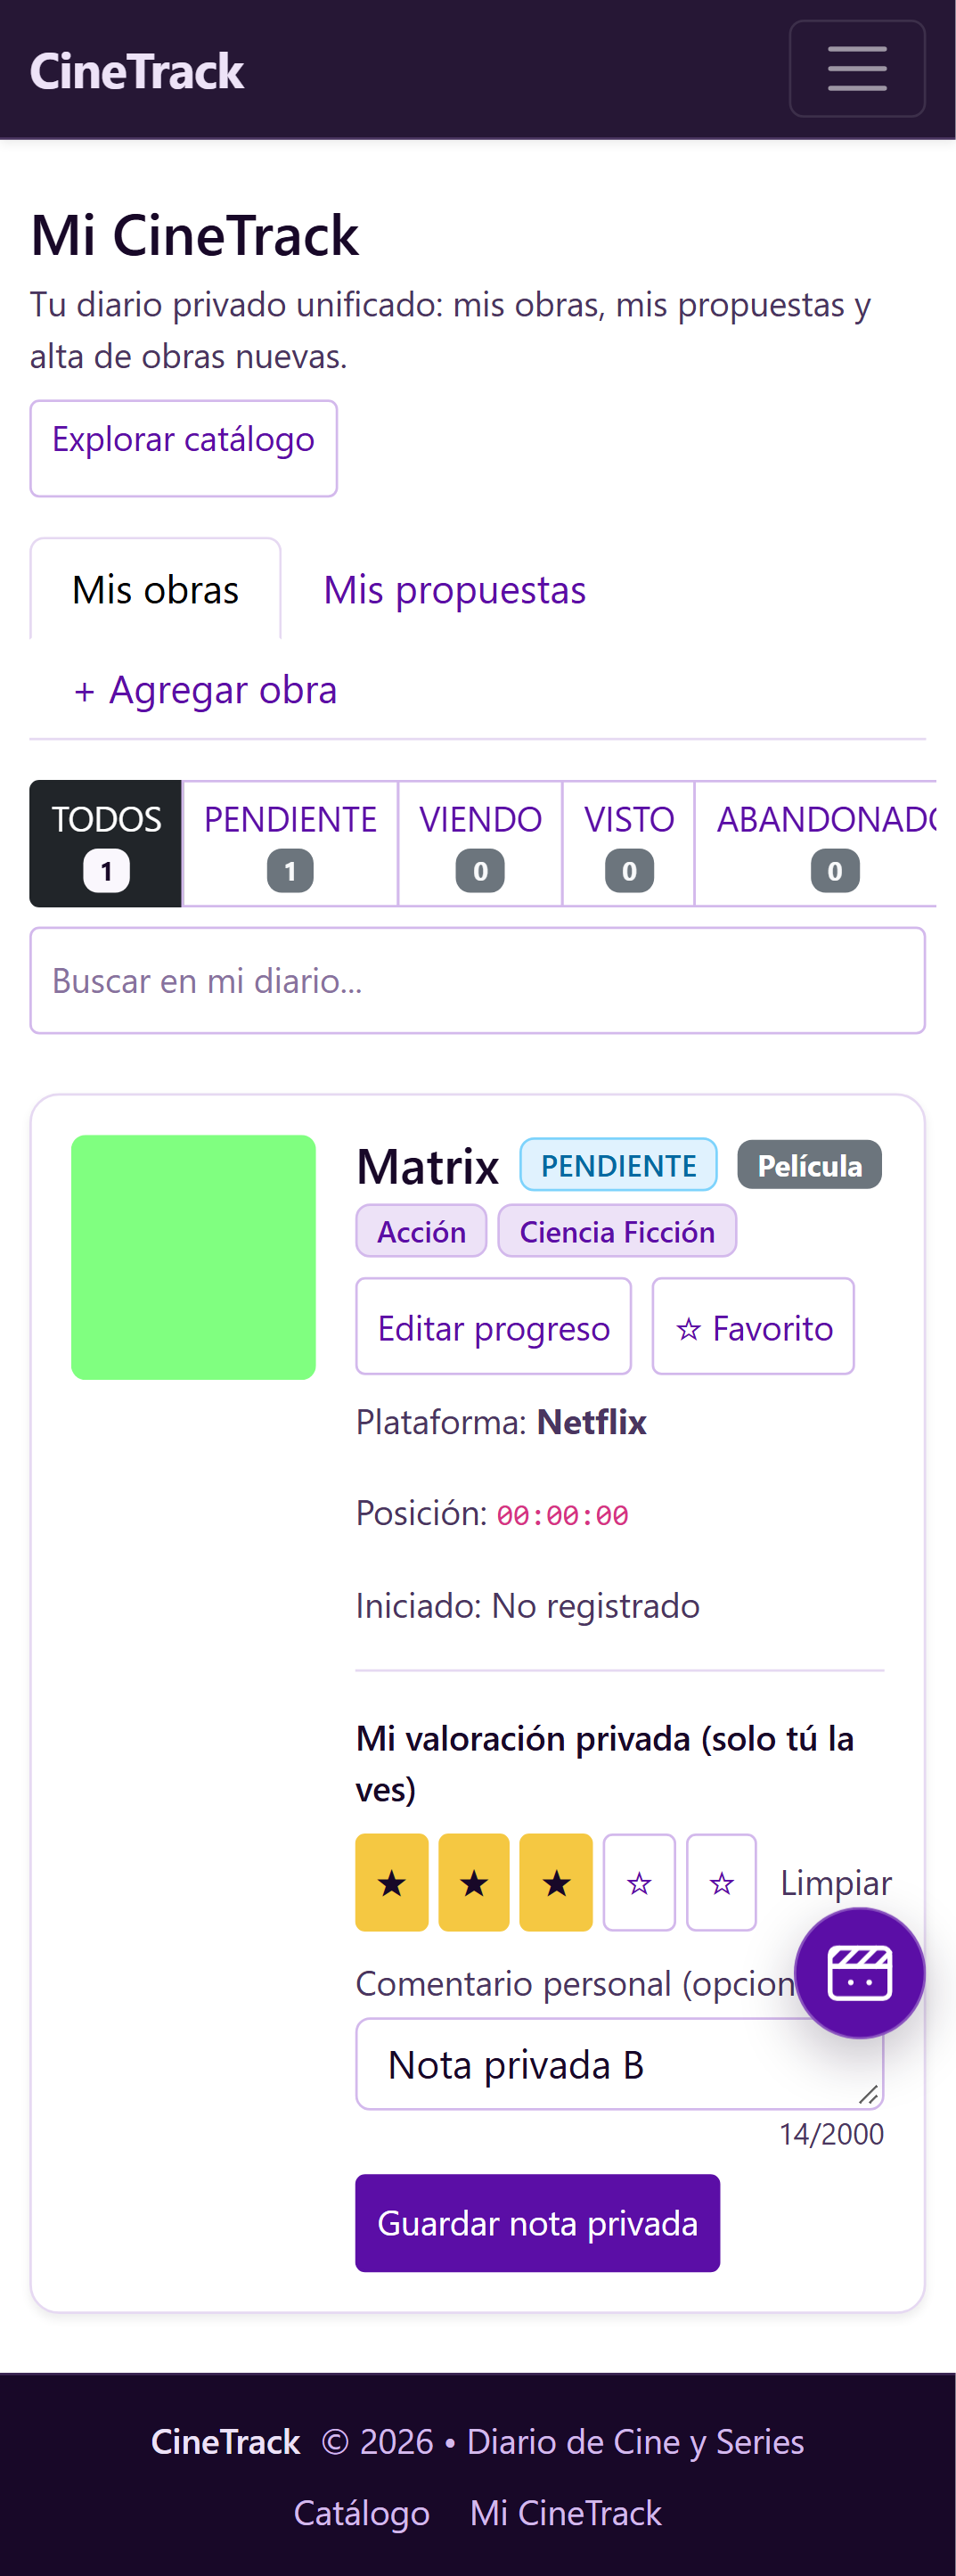 CineTrack
Mi CineTrack
Tu diario privado unificado: mis obras, mis propuestas y
alta de obras nuevas.
Explorar catálogo
Mis obras Mis propuestas
+ Agregar obra
TODOS PENDIENTE VIENDO VISTO ABANDONADO
1 1 0 0 0
Buscar en mi diario...
Matrix PENDIENTE Película
Acción Ciencia Ficción
Editar progreso ☆ Favorito
Plataforma: Netflix
Posición: 00:00:00
Iniciado: No registrado
Mi valoración privada (solo tú la
ves)
★ ★ ★ ☆ ☆ Limpiar
Comentario personal (opcion
Nota privada B
14/2000
Guardar nota privada
CineTrack © 2026 • Diario de Cine y Series
Catálogo Mi CineTrack